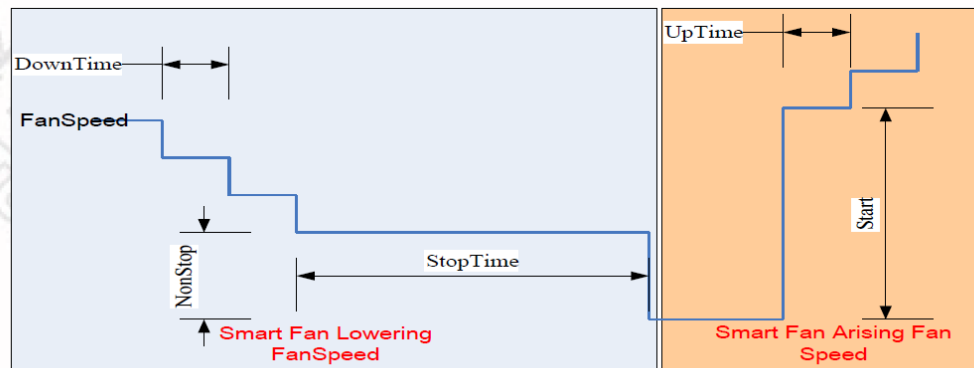 DownTime
FanSpeed
NonStop
StopTime
Smart Fan Lowering
FanSpeed
UpTime
Start
Smart Fan Arising Fan
Speed